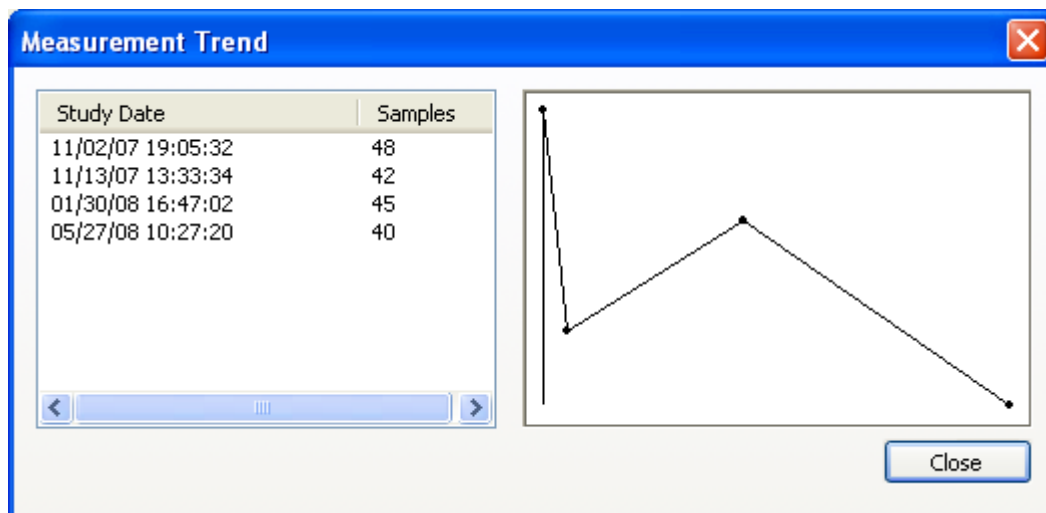 Measurement Trend
Study Date Samples
11/02/07 19:05:32 48
11/13/07 13:33:34 42
01/30/08 16:47:02 45
05/27/08 10:27:20 40
Close